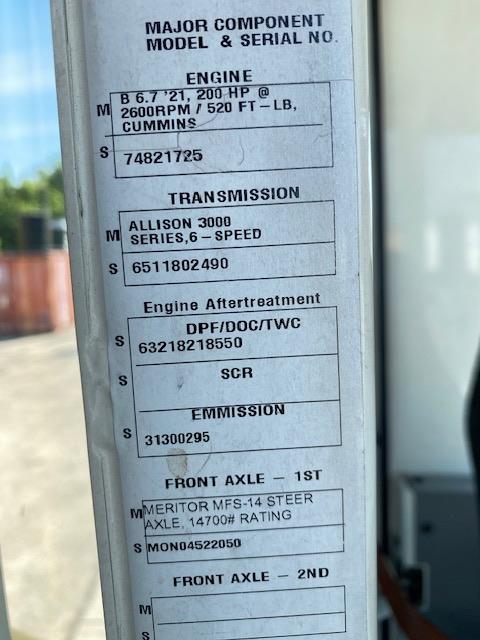 MAJOR COMPONENT
MODEL & SERIAL NO.
ENGINE
M B 6.7 '21, 200 HP @
2600RPM / 520 FT-LB,
CUMMINS
S 74821725
TRANSMISSION
M ALLISON 3000
SERIES,6-SPEED
S 6511802490
Engine Aftertreatment
DPF/DOC/TWC
S 63218218550
SCR
S
EMMISSION
S 31300295
FRONT AXLE - 1ST
M MERITOR MFS-14 STEER
AXLE, 14700# RATING
S MON04522050
FRONT AXLE - 2ND
M
S